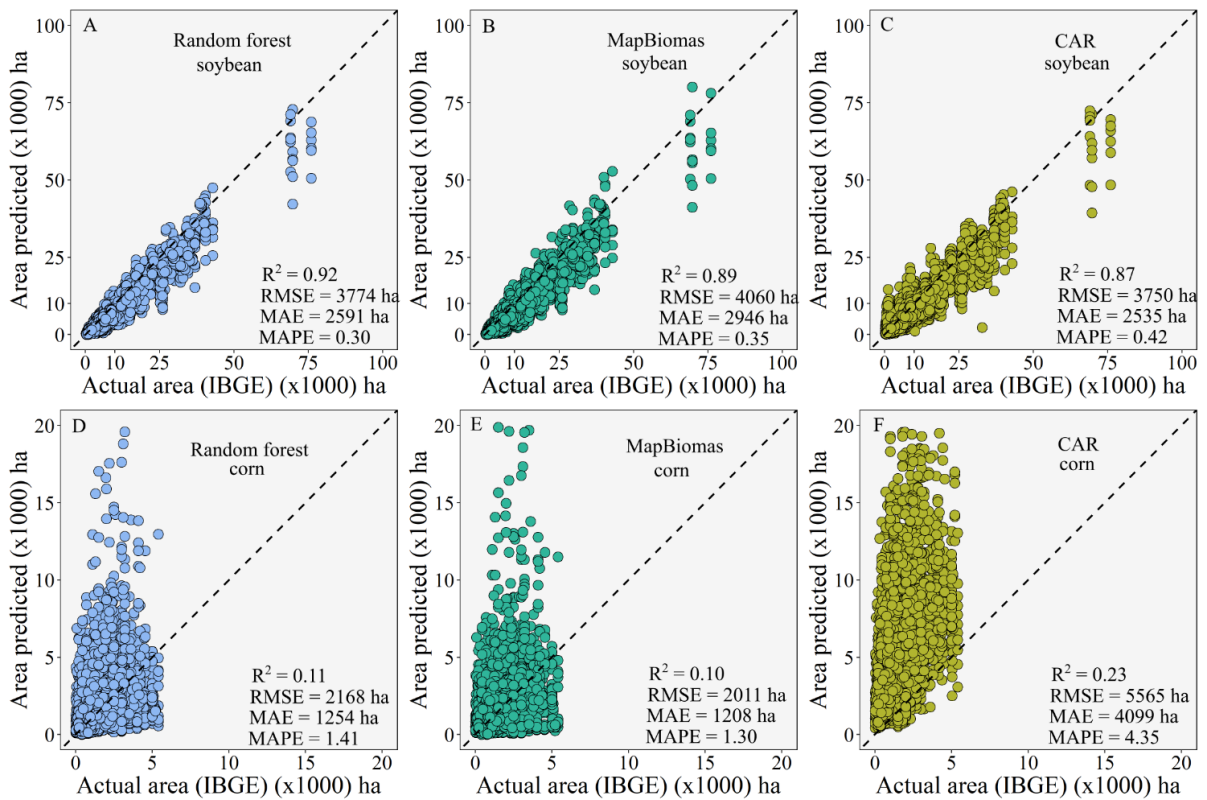 A
Random forest
soybean
Area predicted (x1000) ha
100
75
50
25
10
0
R² = 0.92
RMSE = 3774 ha
MAE = 2591 ha
MAPE = 0.30
0 10 25 50 75 100
Actual area (IBGE) (x1000) ha
B
MapBiomas
soybean
Area predicted (x1000) ha
100
75
50
25
10
0
R² = 0.89
RMSE = 4060 ha
MAE = 2946 ha
MAPE = 0.35
0 10 25 50 75 100
Actual area (IBGE) (x1000) ha
C
CAR
soybean
Area predicted (x1000) ha
100
75
50
25
10
0
R² = 0.87
RMSE = 3750 ha
MAE = 2535 ha
MAPE = 0.42
0 10 25 50 75 100
Actual area (IBGE) (x1000) ha
D
Random forest
corn
Area predicted (x1000) ha
20
15
10
5
0
R² = 0.11
RMSE = 2168 ha
MAE = 1254 ha
MAPE = 1.41
0 5 10 15 20
Actual area (IBGE) (x1000) ha
E
MapBiomas
corn
Area predicted (x1000) ha
20
15
10
5
0
R² = 0.10
RMSE = 2011 ha
MAE = 1208 ha
MAPE = 1.30
0 5 10 15 20
Actual area (IBGE) (x1000) ha
F
CAR
corn
Area predicted (x1000) ha
20
15
10
5
0
R² = 0.23
RMSE = 5565 ha
MAE = 4099 ha
MAPE = 4.35
0 5 10 15 20
Actual area (IBGE) (x1000) ha